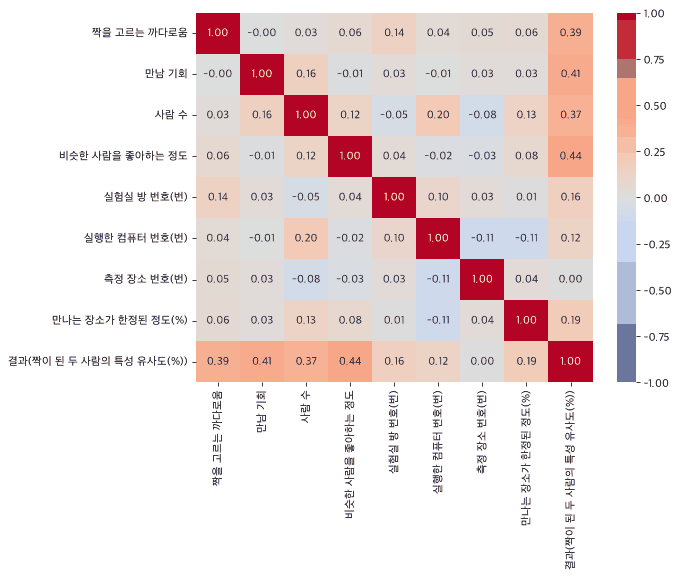 짝을 고르는 까다로움 1.00 -0.00 0.03 0.06 0.14 0.04 0.05 0.06 0.39
만남 기회 -0.00 1.00 0.16 -0.01 0.03 -0.01 0.03 0.03 0.41
사람 수 0.03 0.16 1.00 0.12 -0.05 0.20 -0.08 0.13 0.37
비슷한 사람을 좋아하는 정도 0.06 -0.01 0.12 1.00 0.04 -0.02 -0.03 0.08 0.44
실험실 방 번호(번) 0.14 0.03 -0.05 0.04 1.00 0.10 0.03 0.01 0.16
실행한 컴퓨터 번호(번) 0.04 -0.01 0.20 -0.02 0.10 1.00 -0.11 -0.11 0.12
측정 장소 번호(번) 0.05 0.03 -0.08 -0.03 0.03 -0.11 1.00 0.04 0.00
만나는 장소가 한정된 정도(%) 0.06 0.03 0.13 0.08 0.01 -0.11 0.04 1.00 0.19
결과(짝이 된 두 사람의 특성 유사도(%)) 0.39 0.41 0.37 0.44 0.16 0.12 0.00 0.19 1.00
짝을 고르는 까다로움
만남 기회
사람 수
비슷한 사람을 좋아하는 정도
실험실 방 번호(번)
실행한 컴퓨터 번호(번)
측정 장소 번호(번)
만나는 장소가 한정된 정도(%)
결과(짝이 된 두 사람의 특성 유사도(%))
1.00
0.75
0.50
0.25
0.00
-0.25
-0.50
-0.75
-1.00